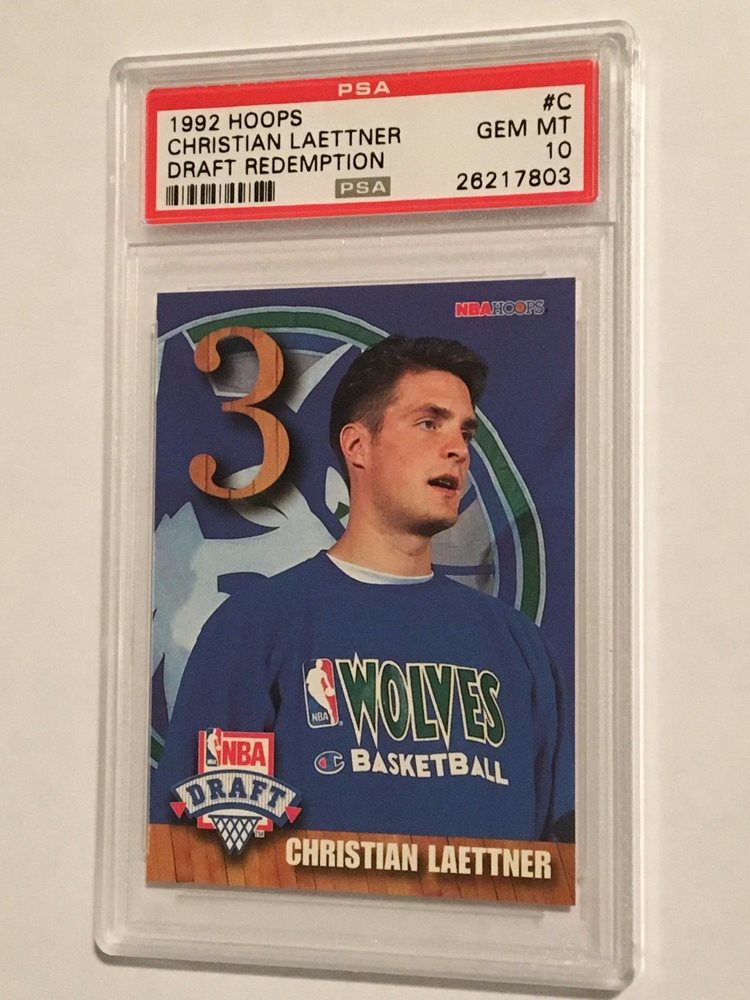 PSA
1992 HOOPS #C
CHRISTIAN LAETTNER GEM MT
DRAFT REDEMPTION 10
PSA 26217803
NBA HOOPS
3
NBA
WOLVES
C BASKETBALL
NBA
DRAFT
TM
CHRISTIAN LAETTNER